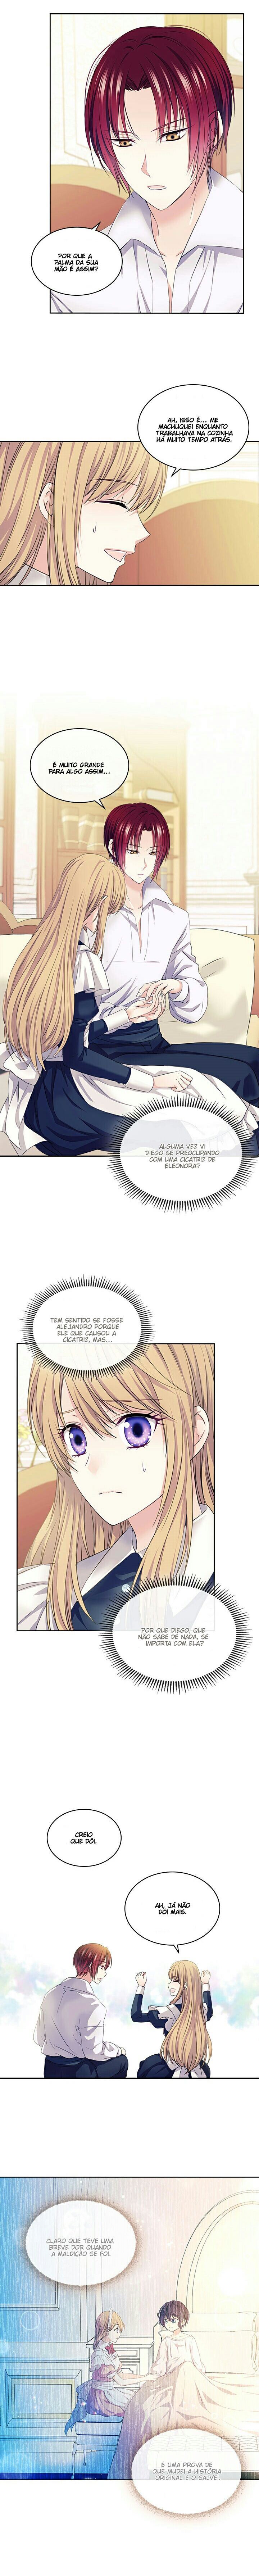 POR QUE A
PALMA DA SUA
MÃO É ASSIM?
AH, ISSO É... ME
MACHUQUEI ENQUANTO
TRABALHAVA NA COZINHA
HÁ MUITO TEMPO ATRÁS.
É MUITO GRANDE
PARA ALGO ASSIM...
ALGUMA VEZ VI
DIEGO SE PREOCUPANDO
COM UMA CICATRIZ DE
ELEONORA?
TEM SENTIDO SE FOSSE
ALEJANDRO PORQUE
ELE QUE CAUSOU A
CICATRIZ, MAS...
POR QUE DIEGO, QUE
NÃO SABE DE NADA, SE
IMPORTA COM ELA?
CREIO
QUE DÓI.
AH, JÁ NÃO
DÓI MAIS.
CLARO QUE TEVE UMA
BREVE DOR QUANDO
A MALDIÇÃO SE FOI.
É UMA PROVA DE
QUE MUDEI A HISTÓRIA
ORIGINAL E O SALVEI.